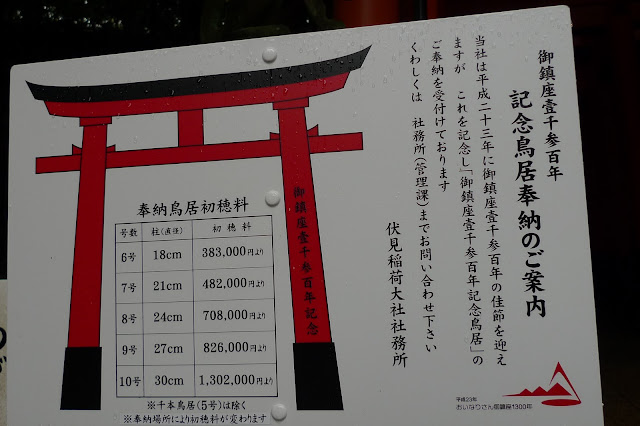 御鎮座壹千参百年
記念鳥居奉納のご案内
当社は平成二十三年に御鎮座壹千参百年の佳節を迎え
ますが これを記念し「御鎮座壹千参百年記念鳥居」の
ご奉納を受付けております
くわしくは 社務所(管理課)までお問い合わせ下さい
伏見稲荷大社社務所
御鎮座壹千参百年記念
奉納鳥居初穂料
号数 柱(直径) 初穂料
6号 18cm 383,000円より
7号 21cm 482,000円より
8号 24cm 708,000円より
9号 27cm 826,000円より
10号 30cm 1,302,000円より
※千本鳥居(5号)は除く
※奉納場所により初穂料が変わります
平成23年
おいなりさん御鎮座1300年